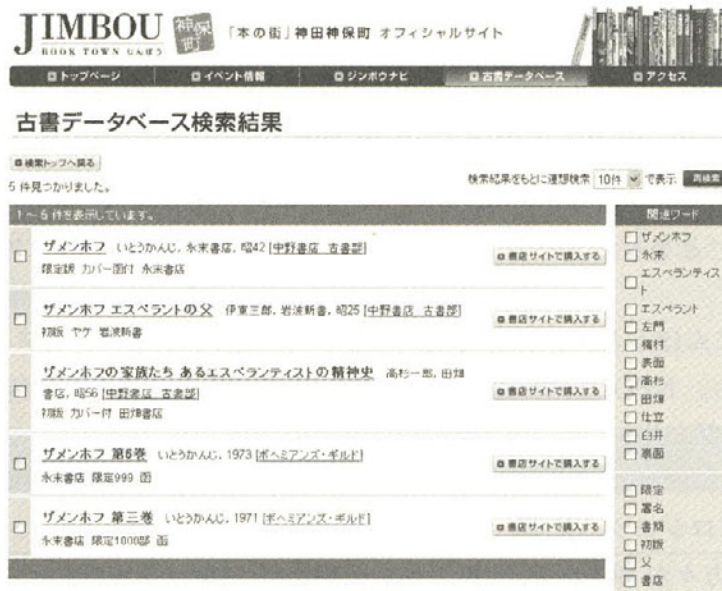 JIMBOU 神保町
BOOK TOWN じんぼう
「本の街」神田神保町 オフィシャルサイト
トップページ イベント情報 ジンボウナビ 古書データベース アクセス
古書データベース検索結果
検索トップへ戻る
5 件見つかりました。
検索結果をもとに連想検索 10件 で表示 再検索
1 ～ 5 件を表示しています。
ザメンホフ いとうかんじ, 永末書店, 昭42 [中野書店 古書部]
限定版 カバー函付 永末書店
書店サイトで購入する
ザメンホフ エスペラントの父 伊東三郎, 岩波新書, 昭25 [中野書店 古書部]
初版 ヤケ 岩波新書
書店サイトで購入する
ザメンホフの家族たち あるエスペランティストの精神史 高杉一郎, 田畑
書店, 昭56 [中野書店 古書部]
初版 カバー付 田畑書店
書店サイトで購入する
ザメンホフ 第5巻 いとうかんじ, 1973 [ボヘミアンズ・ギルド]
永末書店 限定999 函
書店サイトで購入する
ザメンホフ 第三巻 いとうかんじ, 1971 [ボヘミアンズ・ギルド]
永末書店 限定1000部 函
書店サイトで購入する
関連ワード
ザメンホフ
永末
エスペランティス
ト
エスペラント
左門
梅村
表面
高杉
田畑
仕立
臼井
裏面
限定
署名
書簡
初版
父
書店